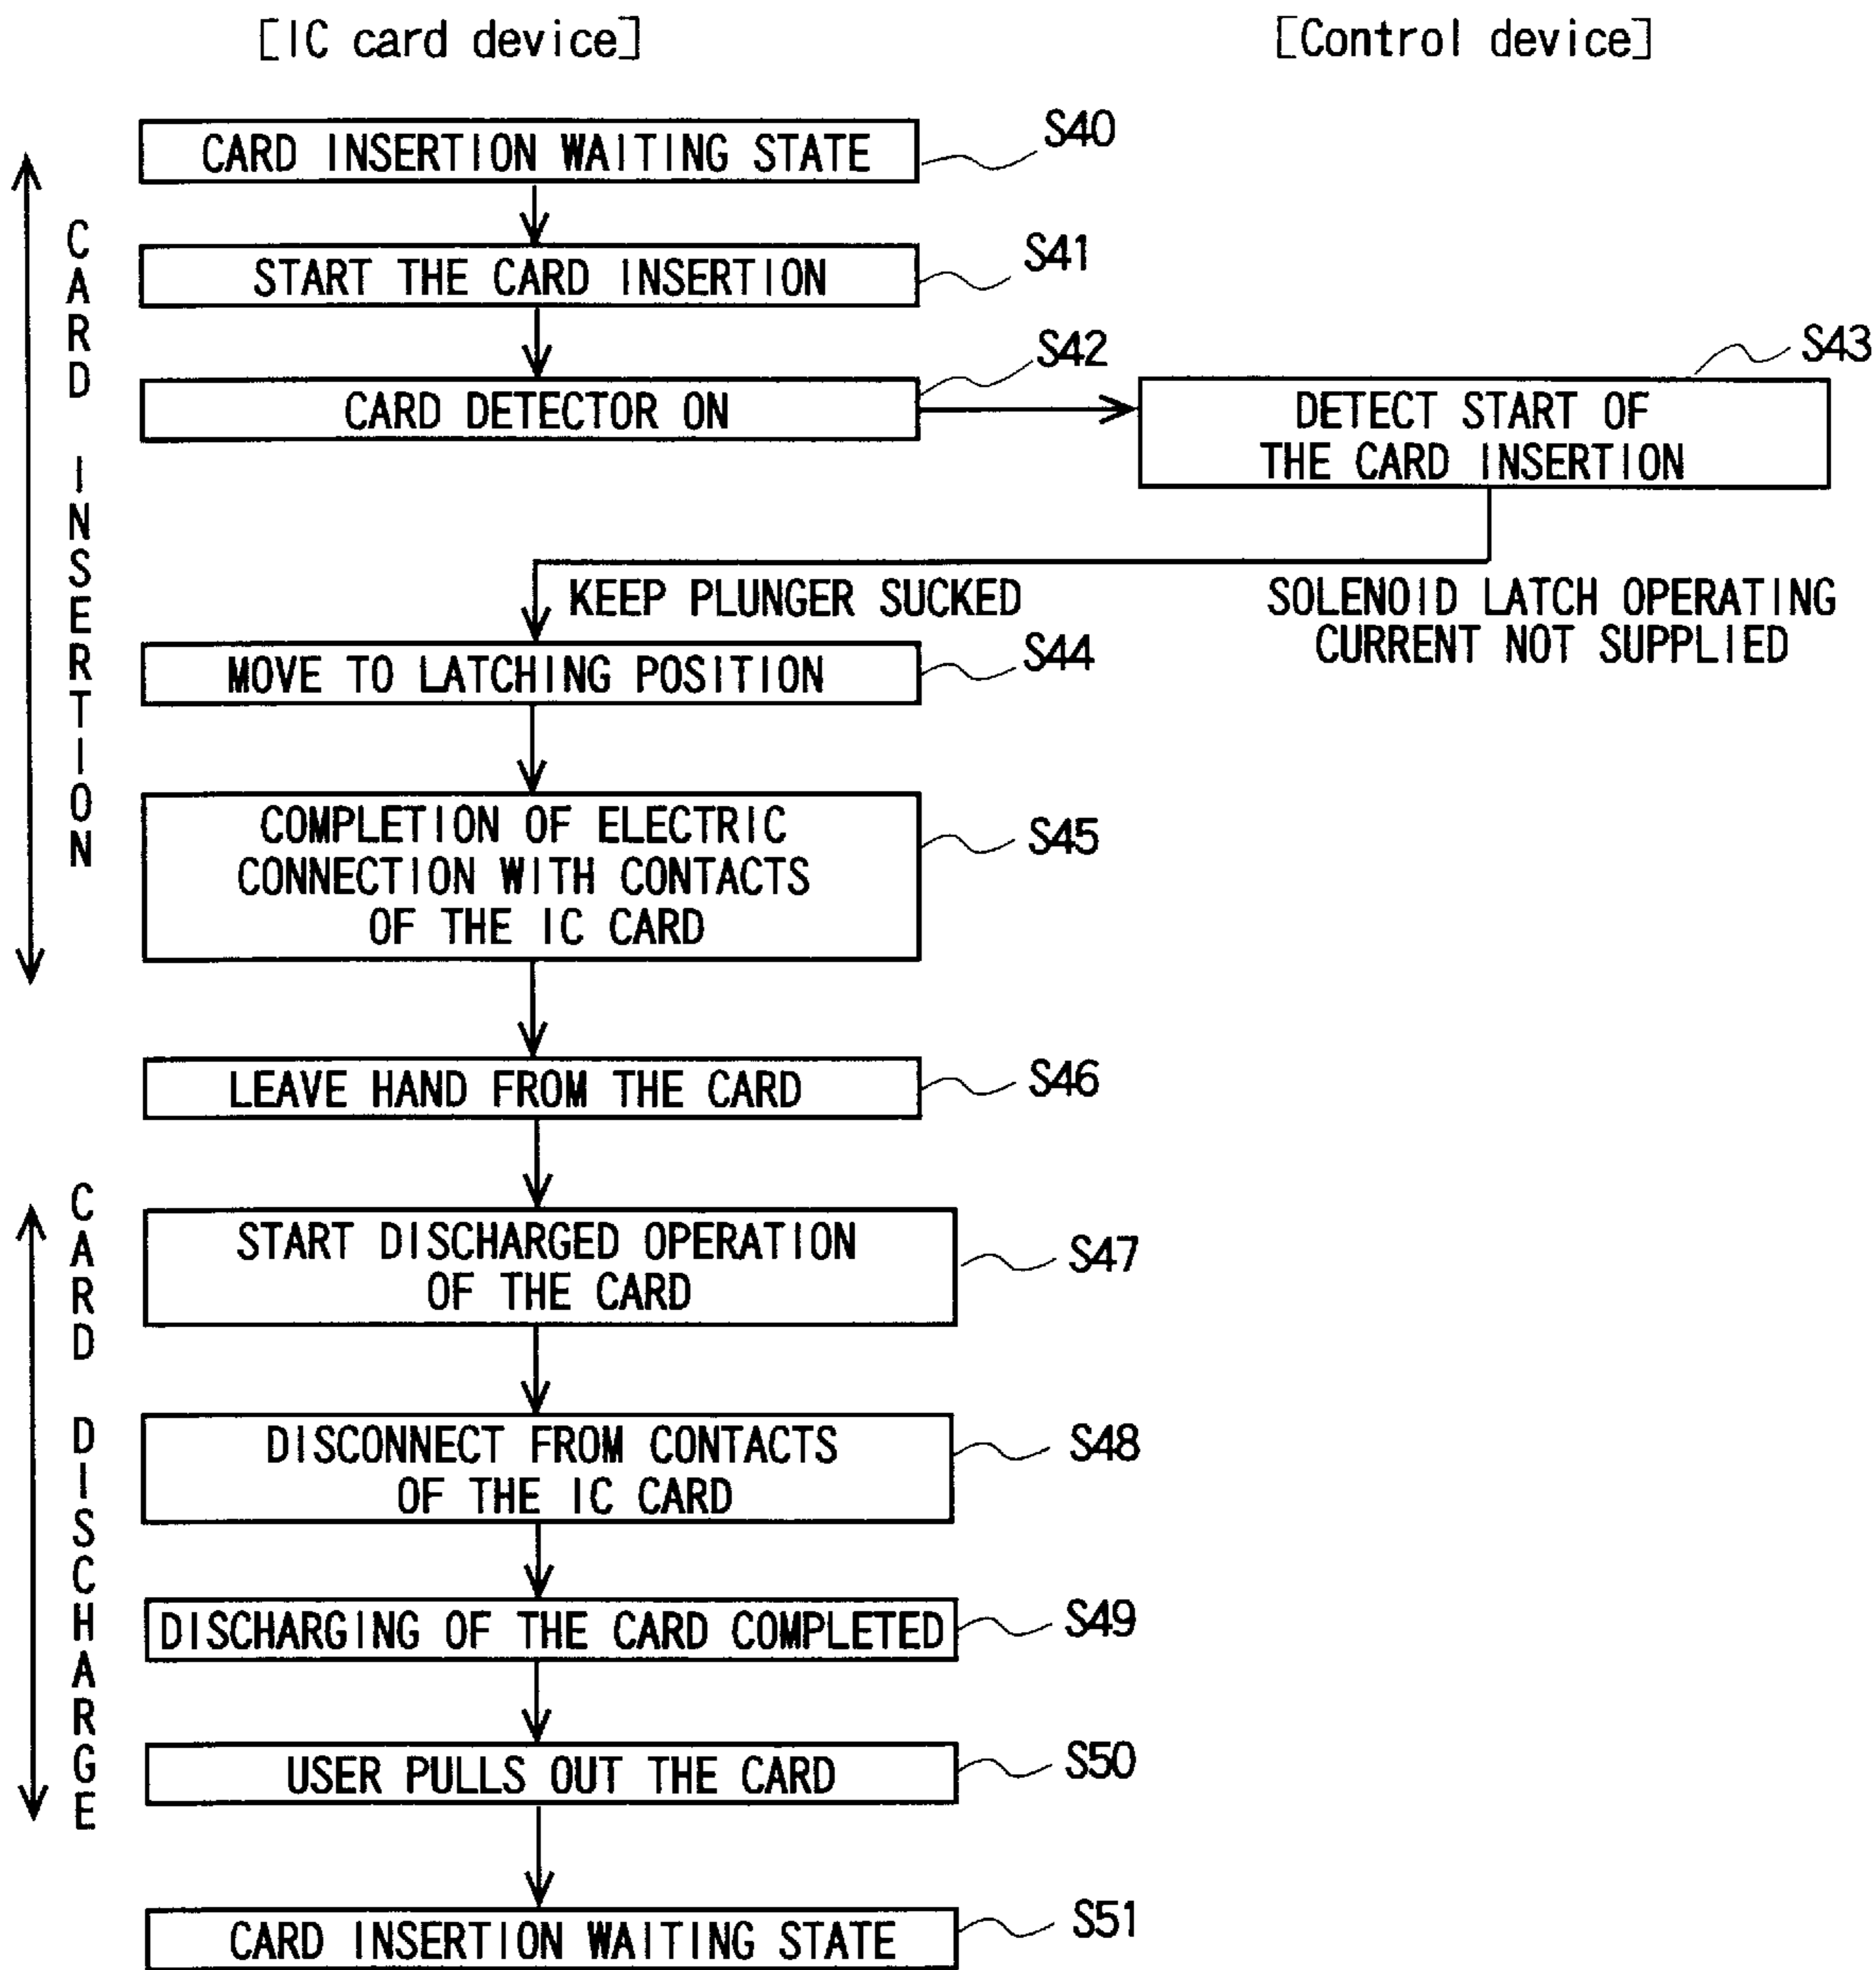 [IC card device]
[Control device]
CARD INSERTION WAITING STATE
S40
START THE CARD INSERTION
S41
CARD DETECTOR ON
S42
DETECT START OF
THE CARD INSERTION
S43
KEEP PLUNGER SUCKED
SOLENOID LATCH OPERATING
CURRENT NOT SUPPLIED
MOVE TO LATCHING POSITION
S44
COMPLETION OF ELECTRIC
CONNECTION WITH CONTACTS
OF THE IC CARD
S45
CARD INSERTION
LEAVE HAND FROM THE CARD
S46
START DISCHARGED OPERATION
OF THE CARD
S47
DISCONNECT FROM CONTACTS
OF THE IC CARD
S48
DISCHARGING OF THE CARD COMPLETED
S49
USER PULLS OUT THE CARD
S50
CARD DISCHARGE
CARD INSERTION WAITING STATE
S51